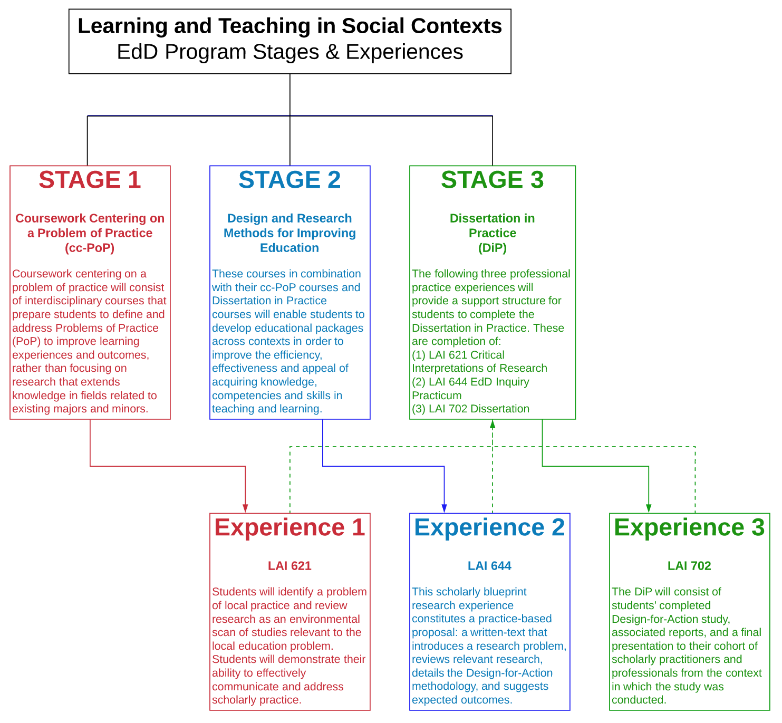 Learning and Teaching in Social Contexts
EdD Program Stages & Experiences
STAGE 1
Coursework Centering on
a Problem of Practice
(cc-PoP)
Coursework centering on a
problem of practice will consist
of interdisciplinary courses that
prepare students to define and
address Problems of Practice
(PoP) to improve learning
experiences and outcomes,
rather than focusing on
research that extends
knowledge in fields related to
existing majors and minors.
STAGE 2
Design and Research
Methods for Improving
Education
These courses in combination
with their cc-PoP courses and
Dissertation in Practice
courses will enable students to
develop educational packages
across contexts in order to
improve the efficiency,
effectiveness and appeal of
acquiring knowledge,
competencies and skills in
teaching and learning.
STAGE 3
Dissertation in
Practice
(DiP)
The following three professional
practice experiences will
provide a support structure for
students to complete the
Dissertation in Practice. These
are completion of:
(1) LAI 621 Critical
Interpretations of Research
(2) LAI 644 EdD Inquiry
Practicum
(3) LAI 702 Dissertation
Experience 1
LAI 621
Students will identify a problem
of local practice and review
research as an environmental
scan of studies relevant to the
local education problem.
Students will demonstrate their
ability to effectively
communicate and address
scholarly practice.
Experience 2
LAI 644
This scholarly blueprint
research experience
constitutes a practice-based
proposal: a written-text that
introduces a research problem,
reviews relevant research,
details the Design-for-Action
methodology, and suggests
expected outcomes.
Experience 3
LAI 702
The DiP will consist of
students' completed
Design-for-Action study,
associated reports, and a final
presentation to their cohort of
scholarly practitioners and
professionals from the context
in which the study was
conducted.